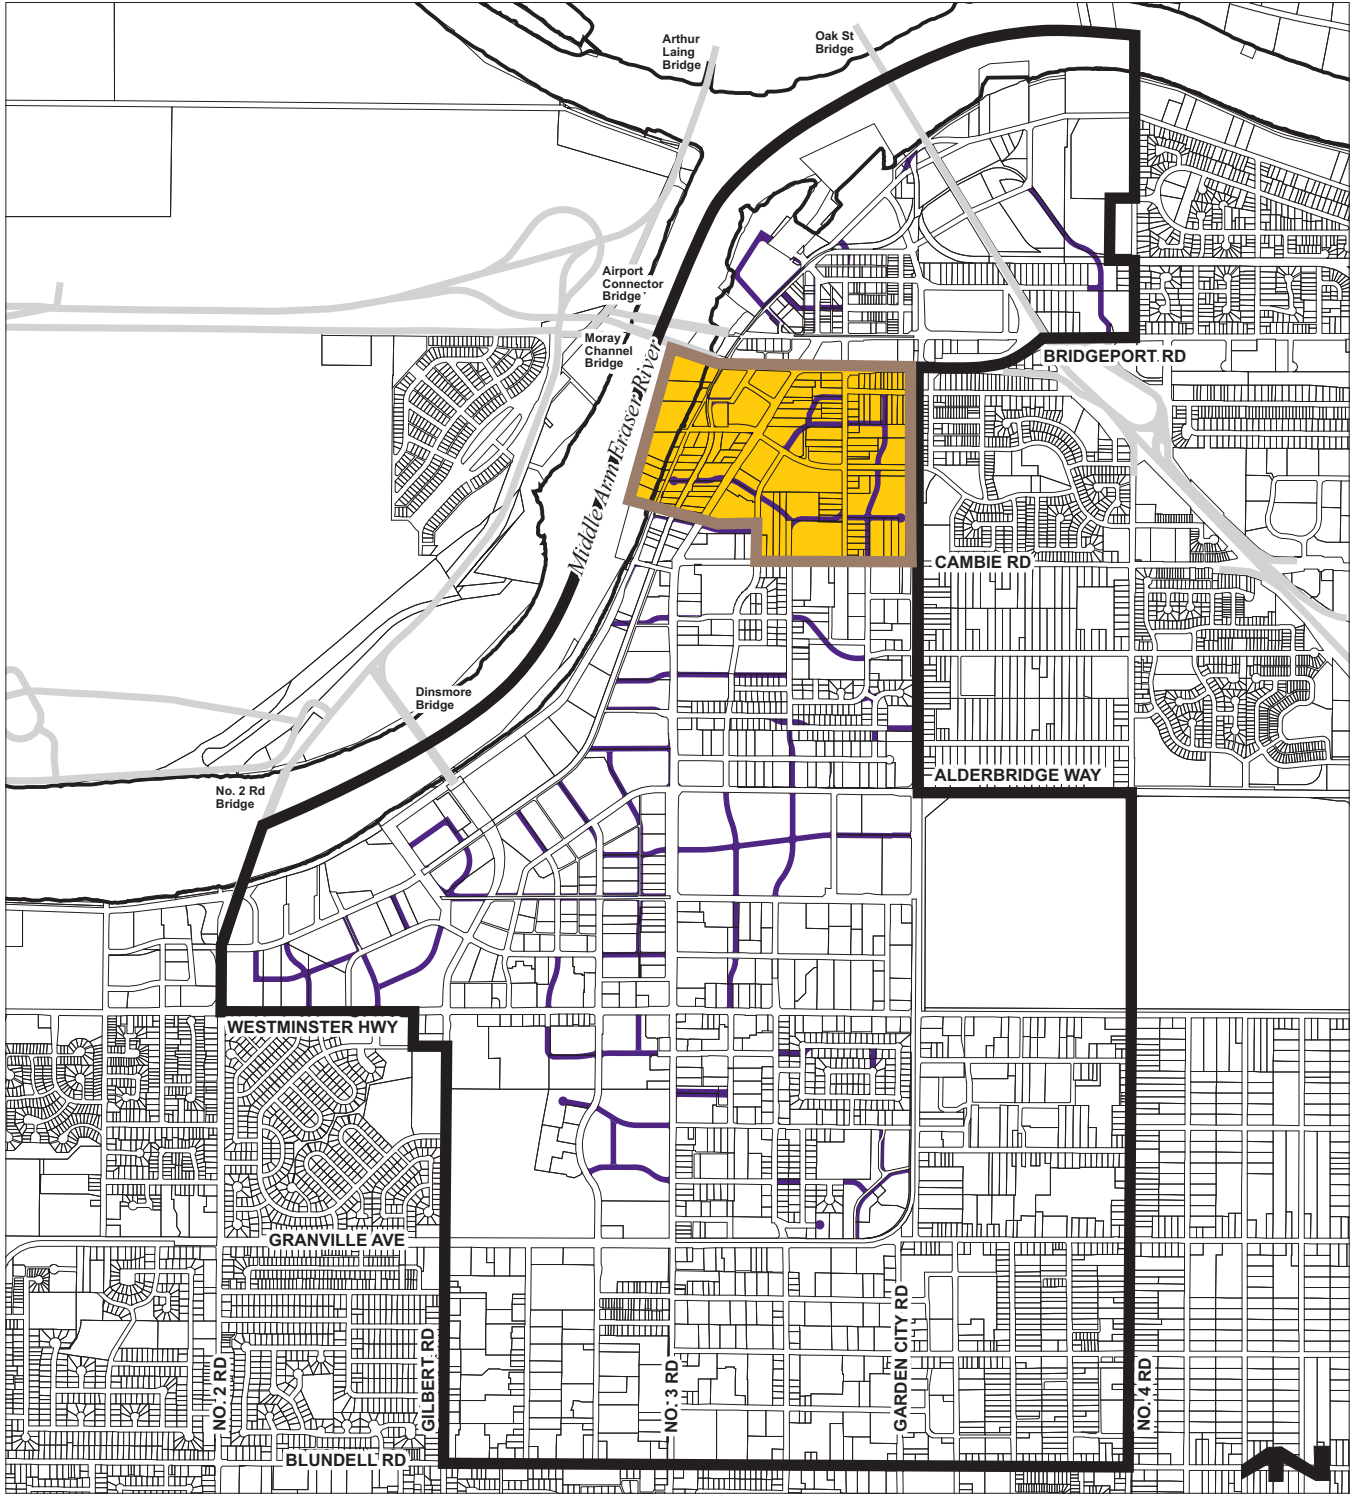 Arthur
Laing
Bridge
Oak St
Bridge
Airport
Connector
Bridge
Moray
Channel
Bridge
BRIDGEPORT RD
Middle Arm Fraser River
CAMBIE RD
Dinsmore
Bridge
ALDERBRIDGE WAY
No. 2 Rd
Bridge
WESTMINSTER HWY
GRANVILLE AVE
NO. 2 RD
GILBERT RD
NO. 3 RD
GARDEN CITY RD
NO. 4 RD
BLUNDELL RD